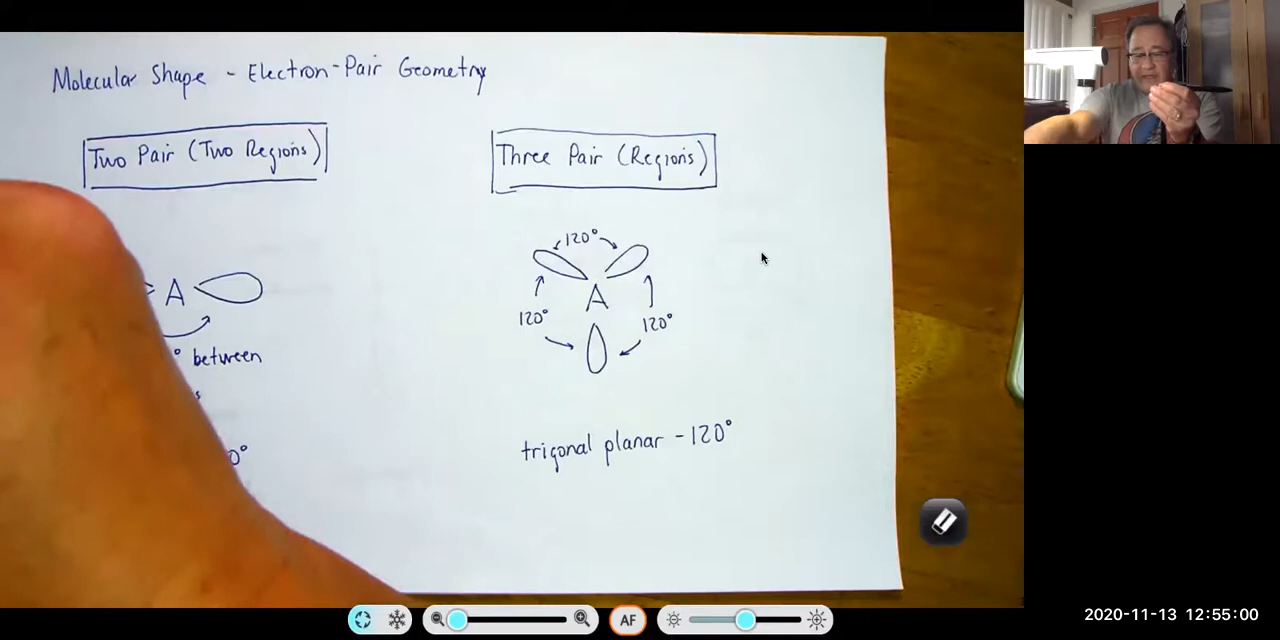 Molecular Shape - Electron-Pair Geometry
Two Pair (Two Regions)
Three Pair (Regions)
120°
A
A
120°
120°
° between
s
0°
trigonal planar - 120°
AF
2020-11-13 12:55:00